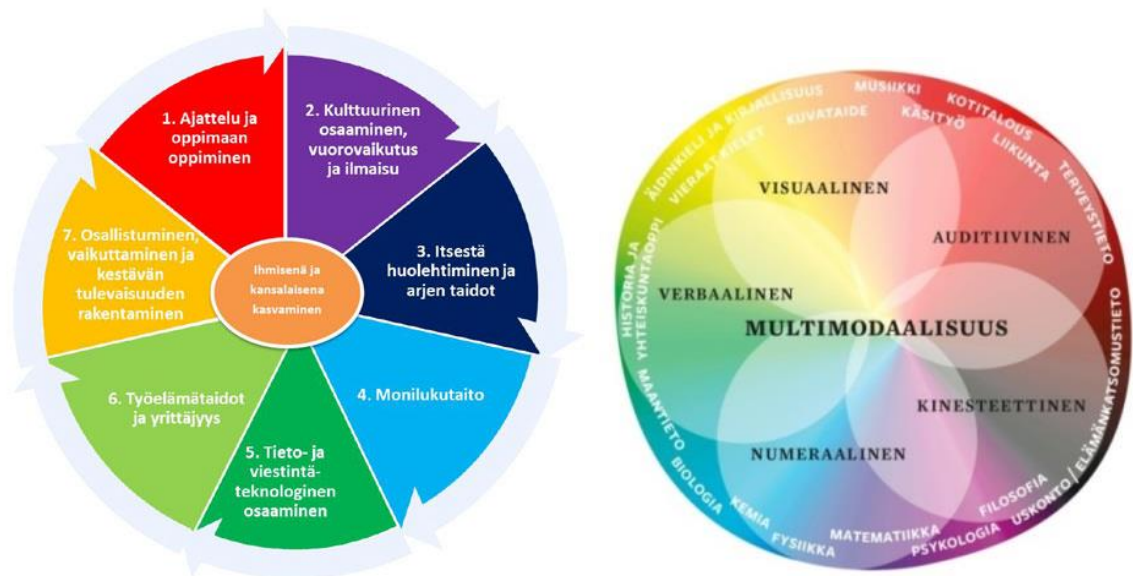 1. Ajattelu ja
oppimaan
oppiminen
2. Kulttuurinen
osaaminen,
vuorovaikutus
ja ilmaisu
3. Itsestä
huolehtiminen ja
arjen taidot
4. Monilukutaito
5. Tieto- ja
viestintä-
teknologinen
osaaminen
6. Työelämätaidot
ja yrittäjyys
7. Osallistuminen,
vaikuttaminen ja
kestävän
tulevaisuuden
rakentaminen
Ihmisenä ja
kansalaisena
kasvaminen
ÄIDINKIELI JA KIRJALLISUUS
VIERAAT KIELET
KUVATAIDE
MUSIIKKI
KÄSITYÖ
KOTITALOUS
LIIKUNTA
TERVEYSTIETO
USKONTO / ELÄMÄNKATSOMUSTIETO
FILOSOFIA
PSYKOLOGIA
MATEMATIIKKA
FYSIIKKA
KEMIA
BIOLOGIA
MAANTIETO
HISTORIA JA
YHTEISKUNTAOPPI
VISUAALINEN
AUDITIIVINEN
VERBAALINEN
MULTIMODAALISUUS
KINESTEETTINEN
NUMERAALINEN